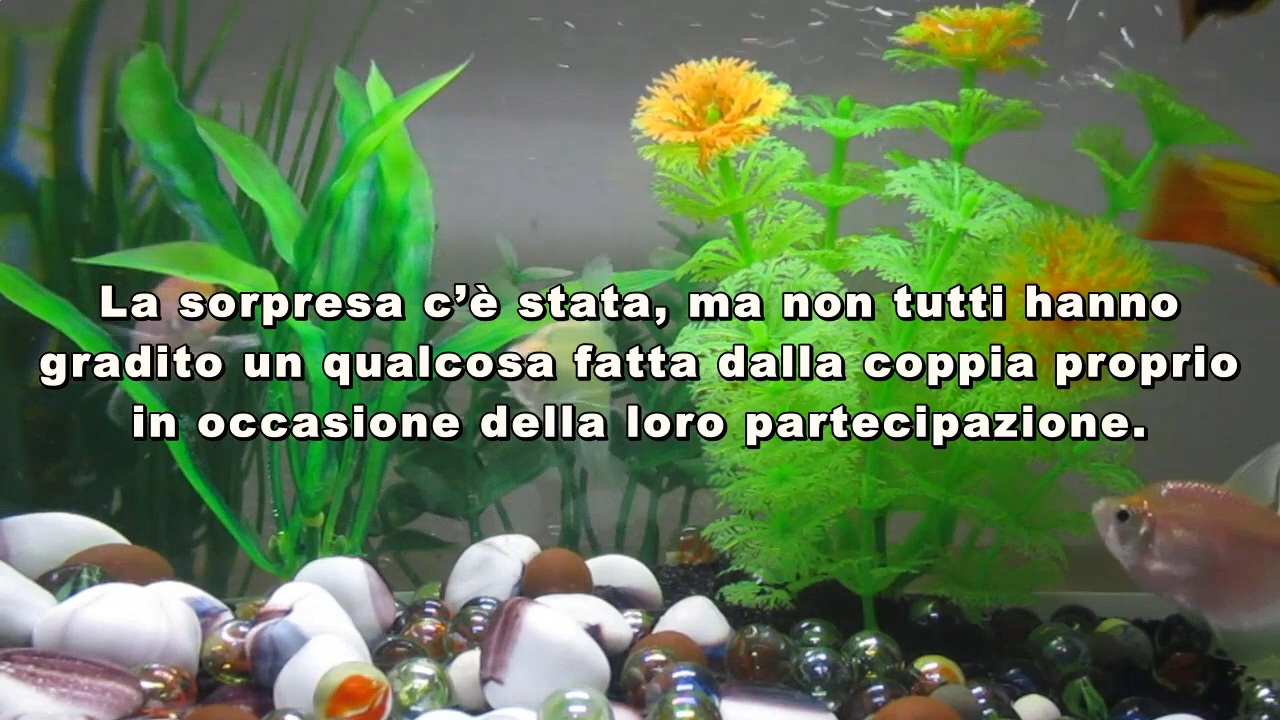 La sorpresa c’è stata, ma non tutti hanno
gradito un qualcosa fatta dalla coppia proprio
in occasione della loro partecipazione.